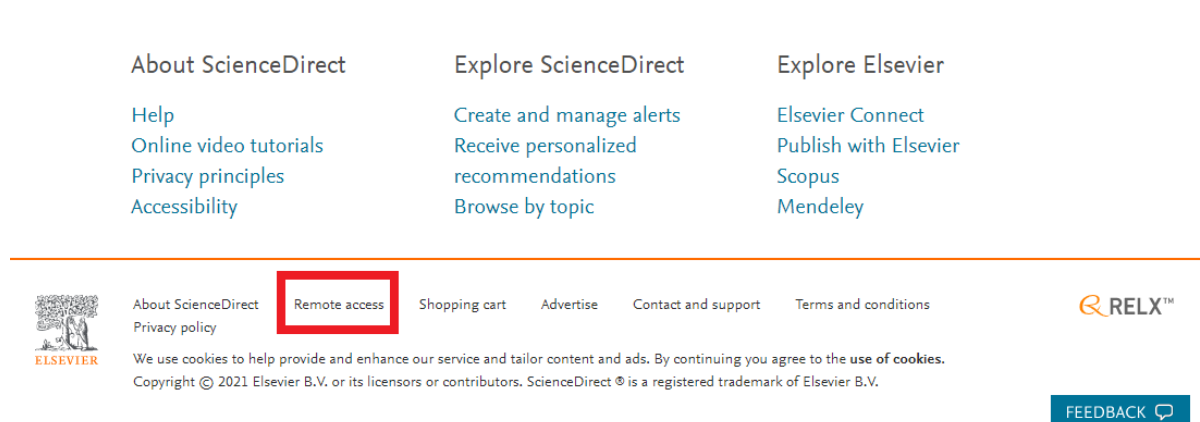 About ScienceDirect
Help
Online video tutorials
Privacy principles
Accessibility
Explore ScienceDirect
Create and manage alerts
Receive personalized
recommendations
Browse by topic
Explore Elsevier
Elsevier Connect
Publish with Elsevier
Scopus
Mendeley
ELSEVIER
About ScienceDirect Remote access Shopping cart Advertise Contact and support Terms and conditions
Privacy policy
We use cookies to help provide and enhance our service and tailor content and ads. By continuing you agree to the use of cookies.
Copyright © 2021 Elsevier B.V. or its licensors or contributors. ScienceDirect ® is a registered trademark of Elsevier B.V.
RELX™
FEEDBACK